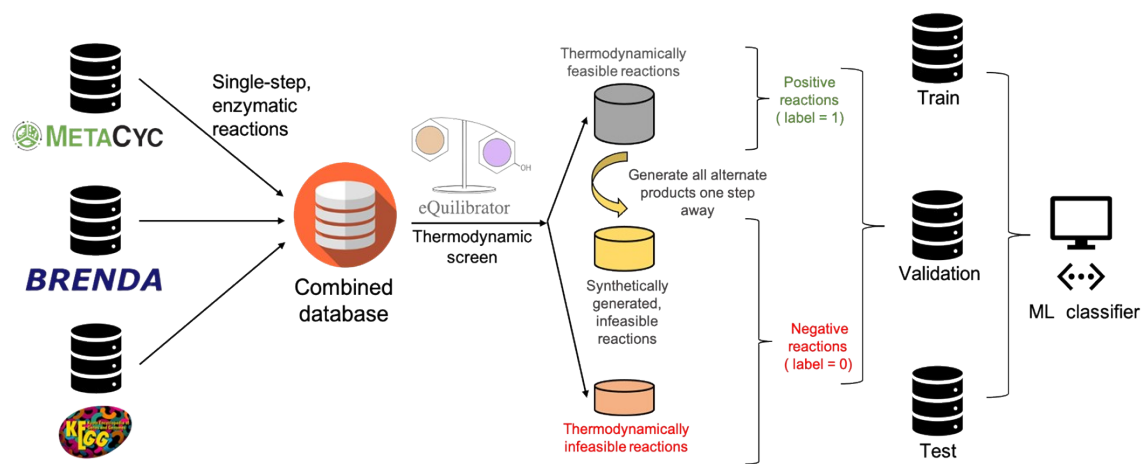 METACYC
BRENDA
KEGG
Single-step,
enzymatic
reactions
Combined
database
OH
eQuilibrator
Thermodynamic
screen
Thermodynamically
feasible reactions
Generate all alternate
products one step
away
Synthetically
generated,
infeasible
reactions
Thermodynamically
infeasible reactions
Positive
reactions
( label = 1)
Negative
reactions
( label = 0)
Train
Validation
Test
ML classifier